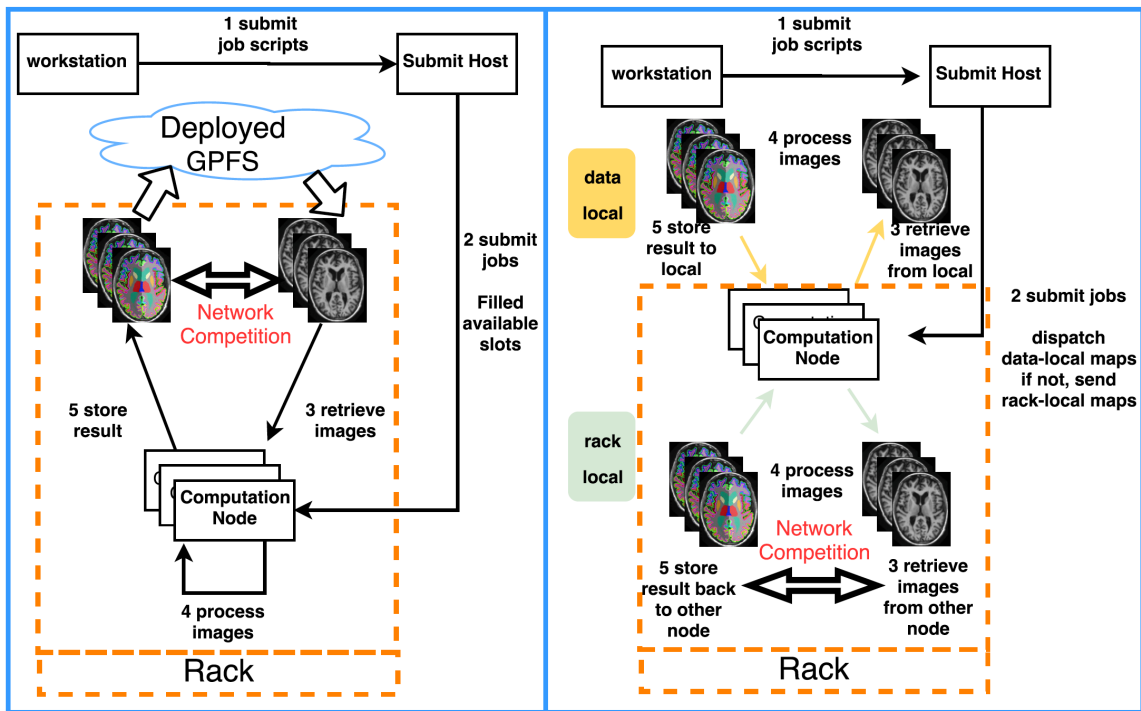 1 submit
job scripts
workstation
Submit Host
Deployed
GPFS
2 submit
jobs
Filled
available
slots
Network
Competition
5 store
result
3 retrieve
images
Computation
Node
4 process
images
Rack
1 submit
job scripts
workstation
Submit Host
data
local
4 process
images
5 store
result to
local
3 retrieve
images
from local
2 submit jobs
dispatch
data-local maps
if not, send
rack-local maps
Computation
Node
rack
local
4 process
images
Network
Competition
5 store
result back
to other
node
3 retrieve
images
from other
node
Rack